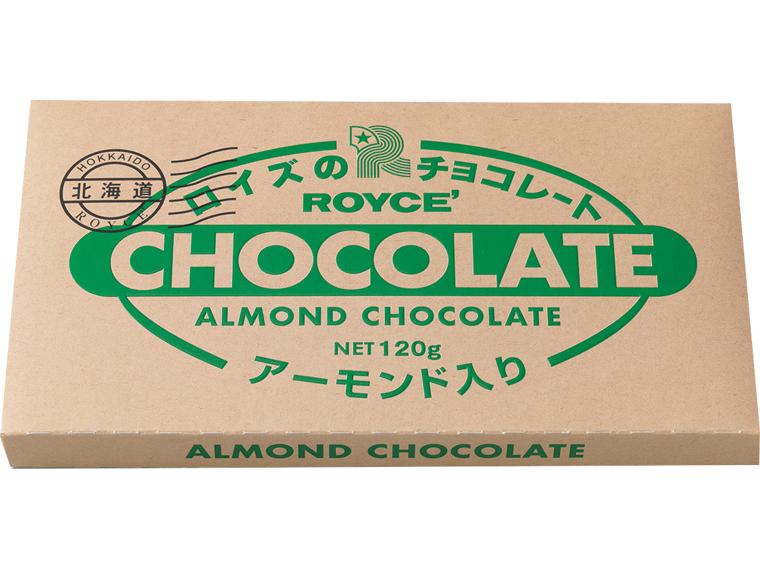 HOKKAIDO
北海道
ROYCE
ロイズの R チョコレート
ROYCE'
CHOCOLATE
ALMOND CHOCOLATE
NET 120g
アーモンド入り
ALMOND CHOCOLATE